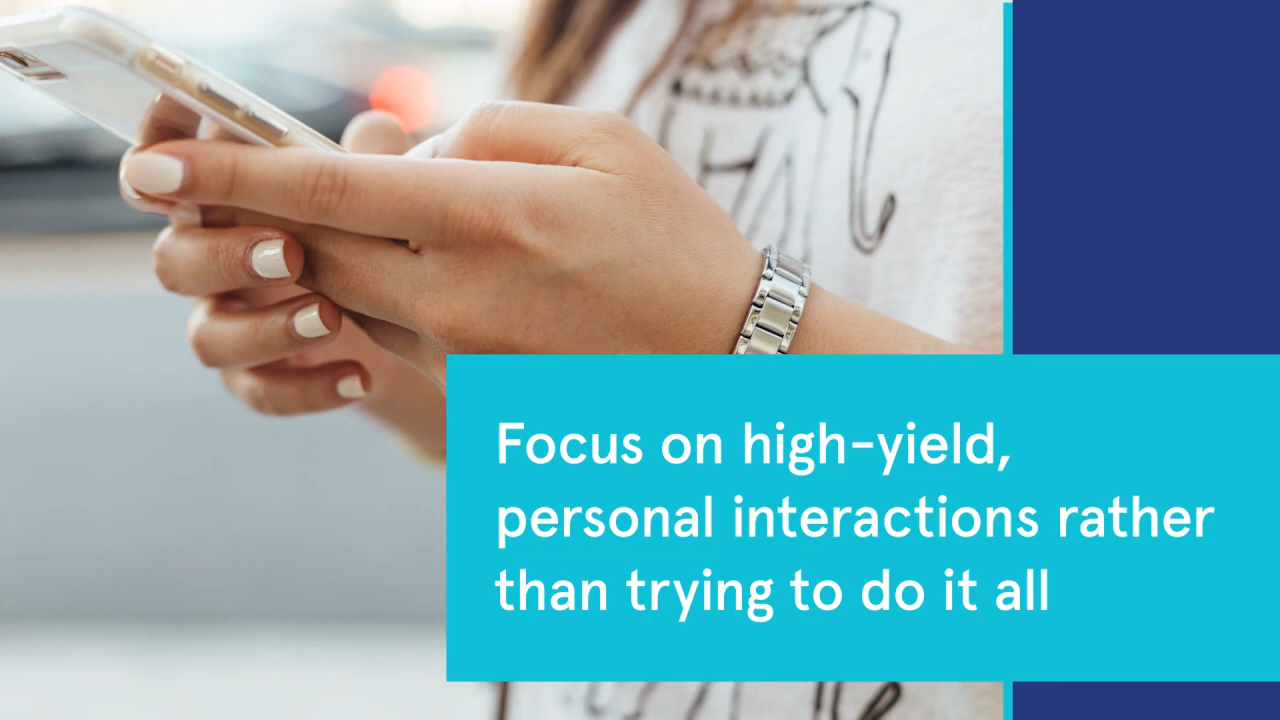 Focus on high-yield,
personal interactions rather
than trying to do it all